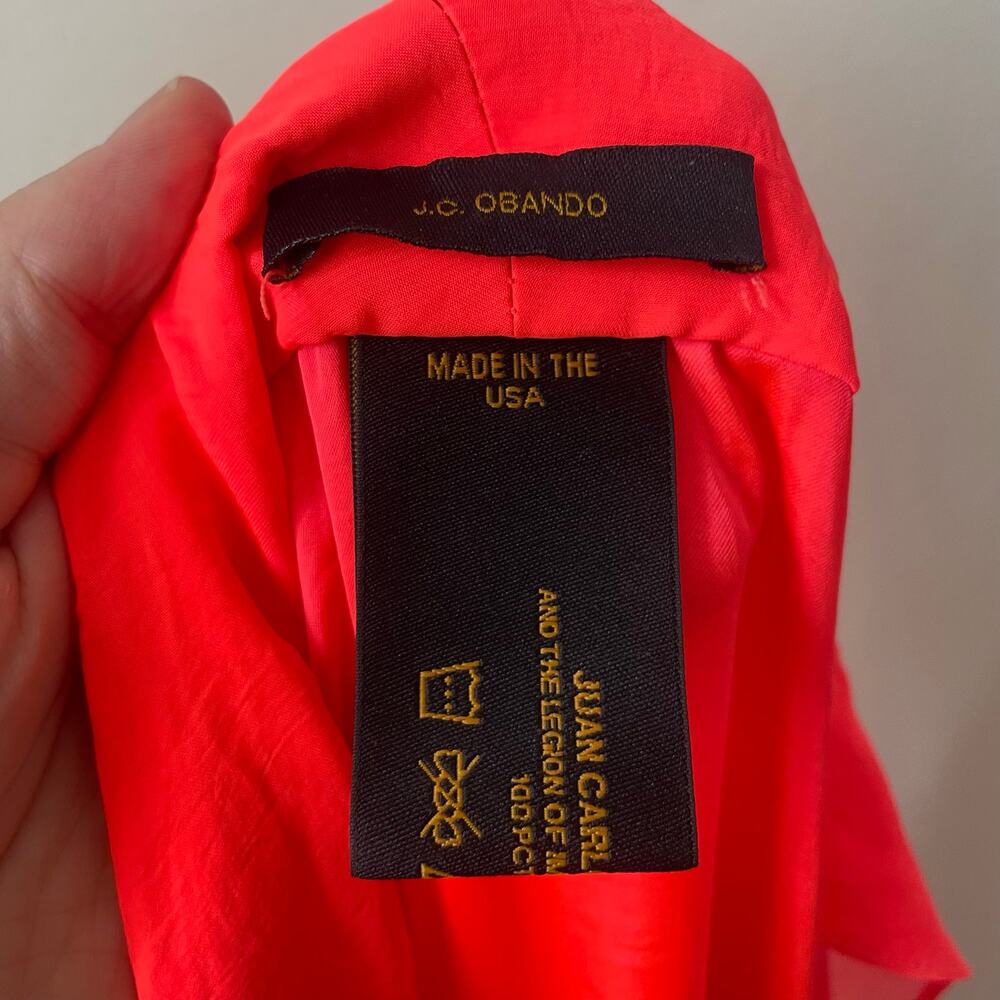 J.C. OBANDO
MADE IN THE
USA
JUAN CARL
AND THE LEGION OF
100 PCT